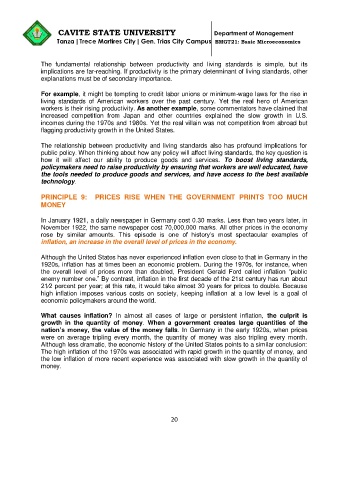 CAVITE STATE UNIVERSITY Department of Management
Tanza | Trece Martires City | Gen. Trias City Campus BMGT21: Basic Microeconomics
The fundamental relationship between productivity and living standards is simple, but its
implications are far-reaching. If productivity is the primary determinant of living standards, other
explanations must be of secondary importance.
For example, it might be tempting to credit labor unions or minimum-wage laws for the rise in
living standards of American workers over the past century. Yet the real hero of American
workers is their rising productivity. As another example, some commentators have claimed that
increased competition from Japan and other countries explained the slow growth in U.S.
incomes during the 1970s and 1980s. Yet the real villain was not competition from abroad but
flagging productivity growth in the United States.
The relationship between productivity and living standards also has profound implications for
public policy. When thinking about how any policy will affect living standards, the key question is
how it will affect our ability to produce goods and services. To boost living standards,
policymakers need to raise productivity by ensuring that workers are well educated, have
the tools needed to produce goods and services, and have access to the best available
technology.
PRINCIPLE 9: PRICES RISE WHEN THE GOVERNMENT PRINTS TOO MUCH
MONEY
In January 1921, a daily newspaper in Germany cost 0.30 marks. Less than two years later, in
November 1922, the same newspaper cost 70,000,000 marks. All other prices in the economy
rose by similar amounts. This episode is one of history's most spectacular examples of
inflation, an increase in the overall level of prices in the economy.
Although the United States has never experienced inflation even close to that in Germany in the
1920s, inflation has at times been an economic problem. During the 1970s, for instance, when
the overall level of prices more than doubled, President Gerald Ford called inflation "public
enemy number one." By contrast, inflation in the first decade of the 21st century has run about
21⁄2 percent per year; at this rate, it would take almost 30 years for prices to double. Because
high inflation imposes various costs on society, keeping inflation at a low level is a goal of
economic policymakers around the world.
What causes inflation? In almost all cases of large or persistent inflation, the culprit is
growth in the quantity of money. When a government creates large quantities of the
nation's money, the value of the money falls. In Germany in the early 1920s, when prices
were on average tripling every month, the quantity of money was also tripling every month.
Although less dramatic, the economic history of the United States points to a similar conclusion:
The high inflation of the 1970s was associated with rapid growth in the quantity of money, and
the low inflation of more recent experience was associated with slow growth in the quantity of
money.
20